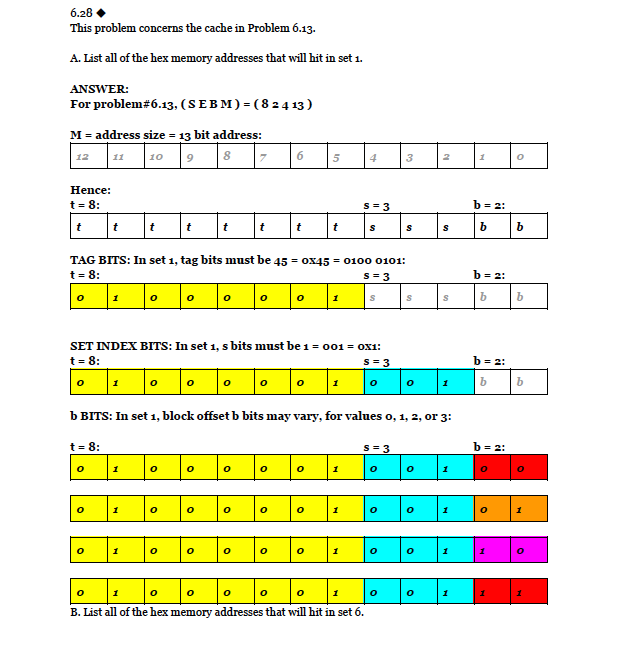 6.28 ◆
This problem concerns the cache in Problem 6.13.
A. List all of the hex memory addresses that will hit in set 1.
ANSWER:
For problem#6.13, ( S E B M ) = ( 8 2 4 13 )
M = address size = 13 bit address:
12 11 10 9 8 7 6 5 4 3 2 1 0
Hence:
t = 8: s = 3 b = 2:
t t t t t t t t s s s b b
TAG BITS: In set 1, tag bits must be 45 = 0x45 = 0100 0101:
t = 8: s = 3 b = 2:
0 1 0 0 0 0 0 1 s s s b b
SET INDEX BITS: In set 1, s bits must be 1 = 001 = 0x1:
t = 8: s = 3 b = 2:
0 1 0 0 0 0 0 1 0 0 1 b b
b BITS: In set 1, block offset b bits may vary, for values 0, 1, 2, or 3:
t = 8: s = 3 b = 2:
0 1 0 0 0 0 0 1 0 0 1 0 0
0 1 0 0 0 0 0 1 0 0 1 0 1
0 1 0 0 0 0 0 1 0 0 1 1 0
0 1 0 0 0 0 0 1 0 0 1 1 1
B. List all of the hex memory addresses that will hit in set 6.